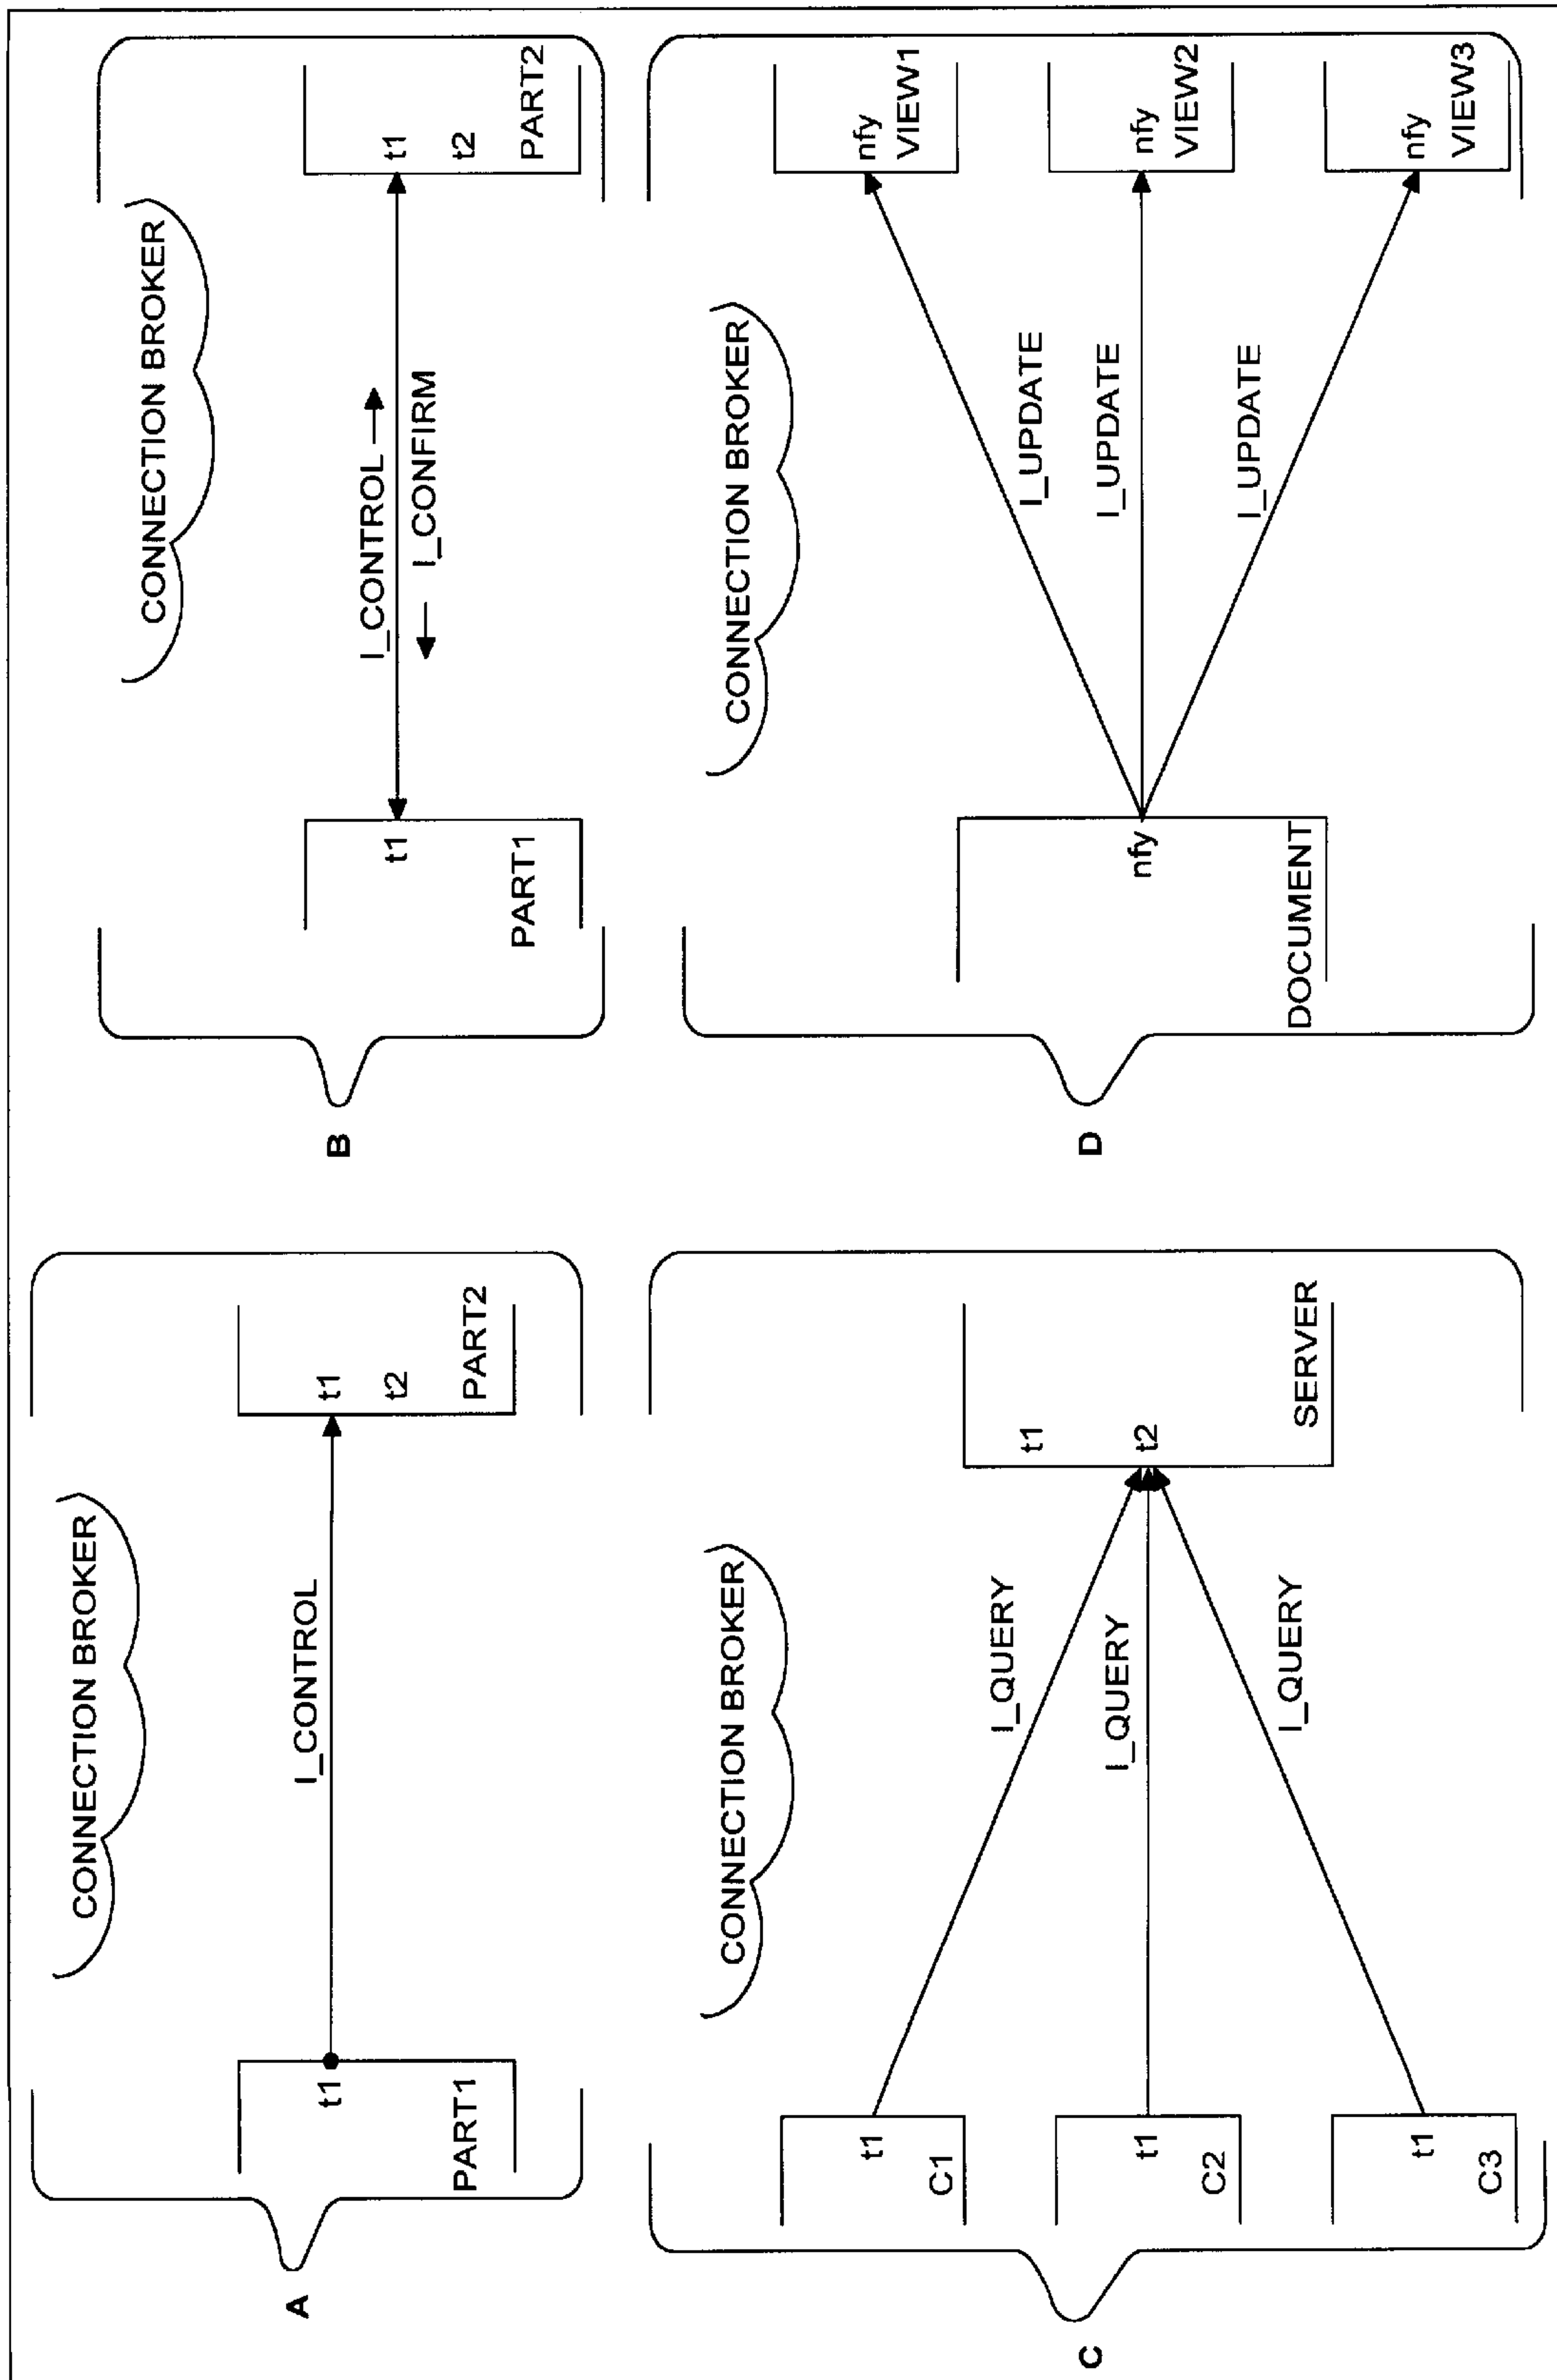 A
CONNECTION BROKER
I_CONTROL
t1
PART1
t1
t2
PART2
B
CONNECTION BROKER
I_CONTROL
I_CONFIRM
t1
PART1
t1
t2
PART2
C
CONNECTION BROKER
t1
C1
t1
C2
t1
C3
I_QUERY
I_QUERY
I_QUERY
t1
t2
SERVER
D
CONNECTION BROKER
nfy
DOCUMENT
I_UPDATE
I_UPDATE
I_UPDATE
nfy
VIEW1
nfy
VIEW2
nfy
VIEW3